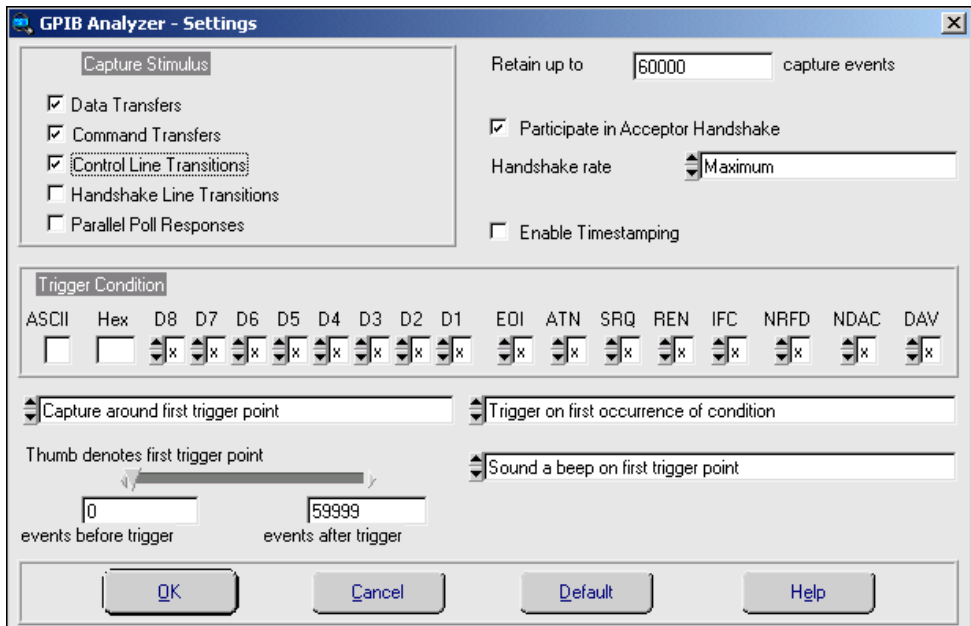 GPIB Analyzer - Settings
Capture Stimulus
Data Transfers
Command Transfers
Control Line Transitions
Handshake Line Transitions
Parallel Poll Responses
Retain up to 60000 capture events
Participate in Acceptor Handshake
Handshake rate Maximum
Enable Timestamping
Trigger Condition
ASCII Hex D8 D7 D6 D5 D4 D3 D2 D1 EOI ATN SRQ REN IFC NRFD NDAC DAV
x x x x x x x x x x x x x x x x
Capture around first trigger point
Trigger on first occurrence of condition
Thumb denotes first trigger point
Sound a beep on first trigger point
0 59999
events before trigger events after trigger
OK Cancel Default Help